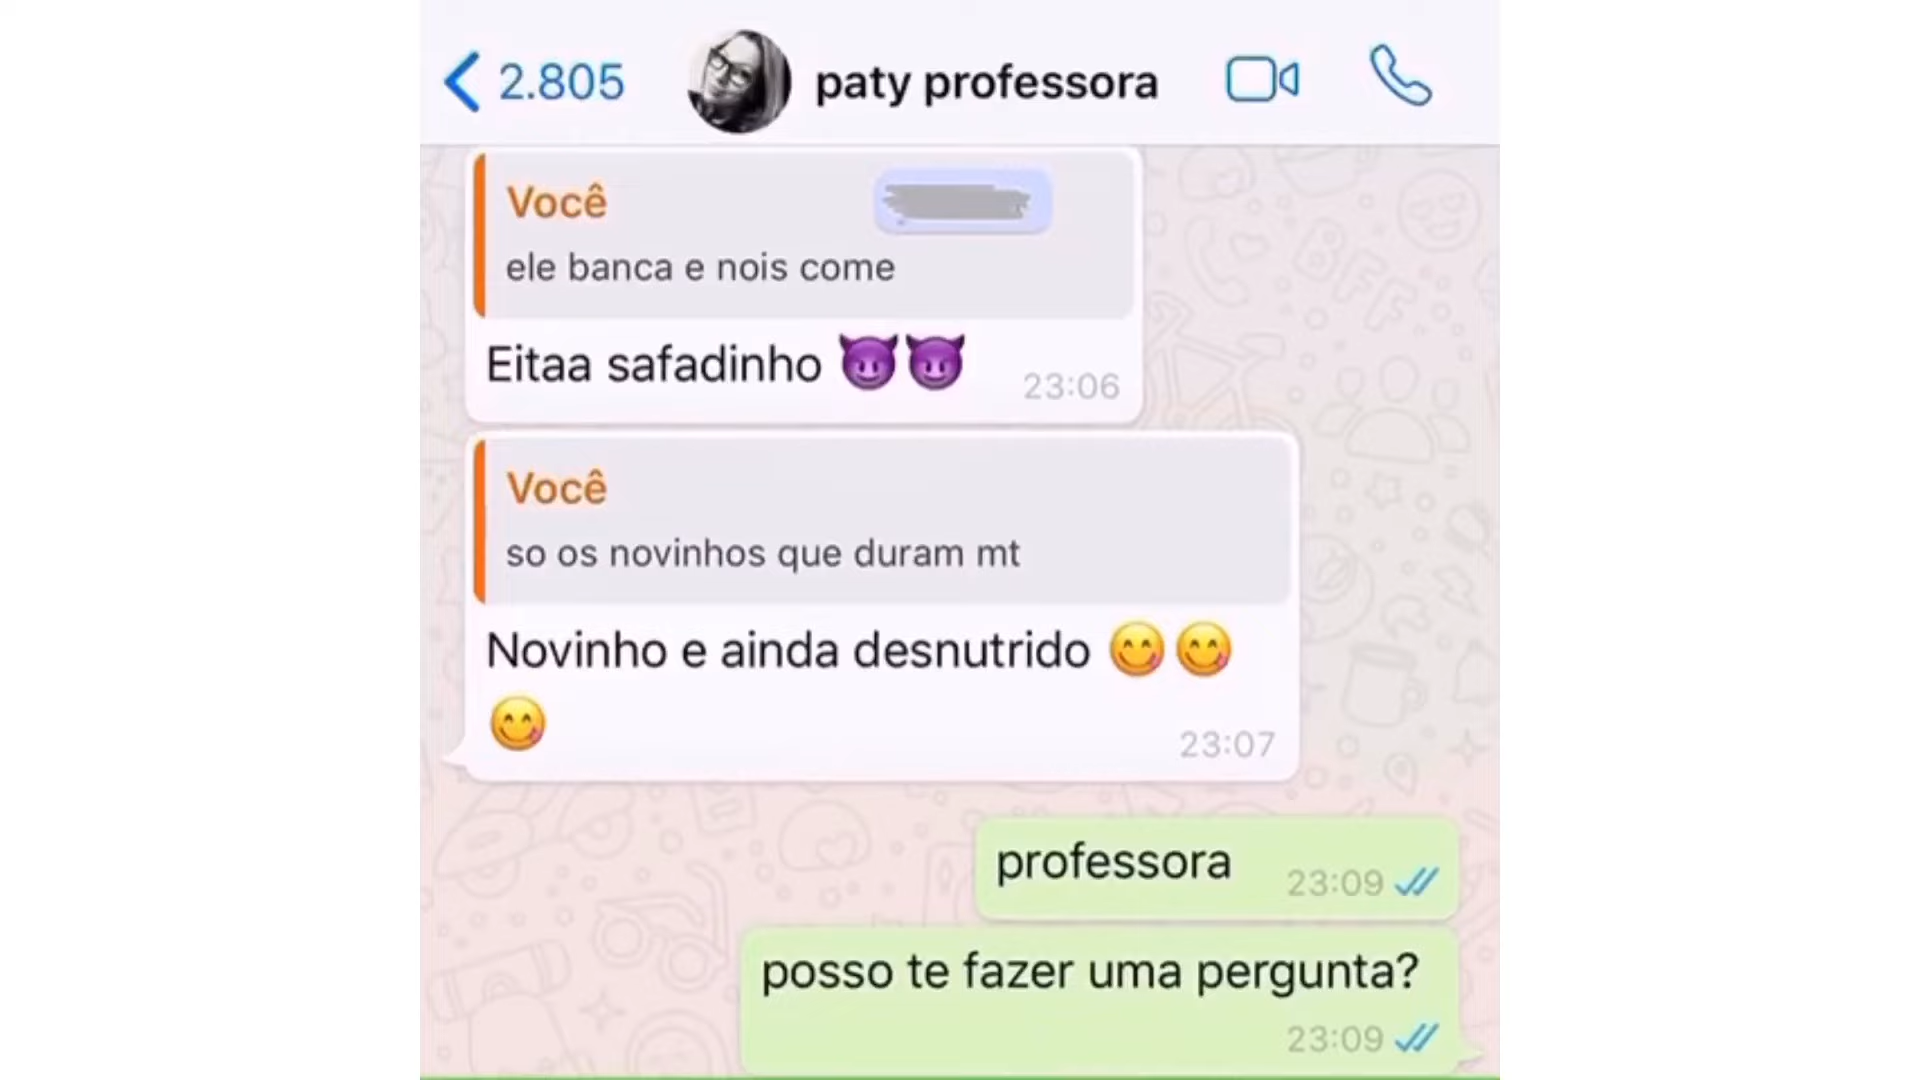 2.805 paty professora
Você
ele banca e nois come
Eitaa safadinho 😈😈
23:06
Você
so os novinhos que duram mt
Novinho e ainda desnutrido 😋😋
😋
23:07
professora
23:09
posso te fazer uma pergunta?
23:09